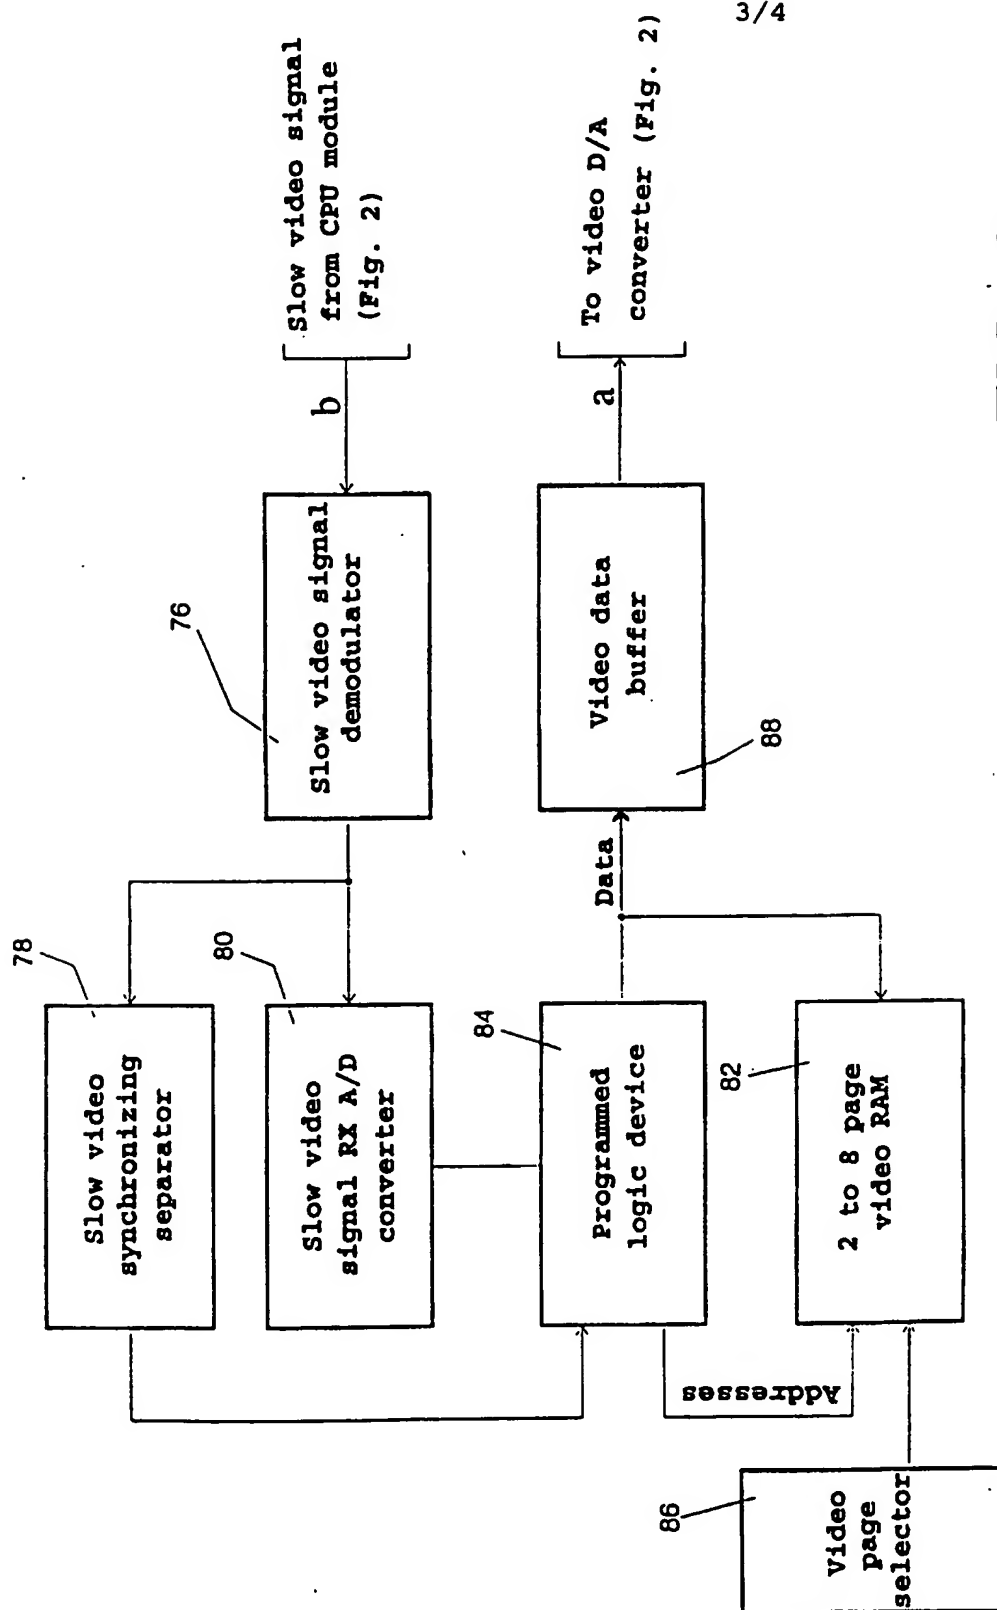 3/4
Slow video signal
from CPU module
(Fig. 2)
b
To video D/A
converter (Fig. 2)
a
76
Slow video signal
demodulator
Video data
buffer
88
Data
78
Slow video
synchronizing
separator
80
Slow video
signal RX A/D
converter
84
Programmed
logic device
82
2 to 8 page
video RAM
Addresses
86
Video
page
selector